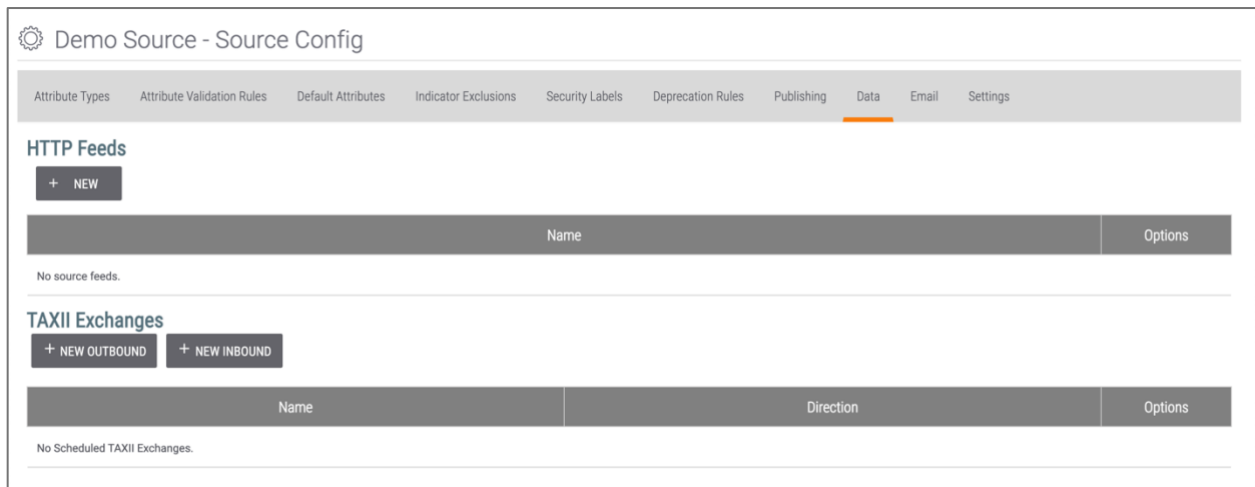 Demo Source - Source Config
Attribute Types Attribute Validation Rules Default Attributes Indicator Exclusions Security Labels Deprecation Rules Publishing Data Email Settings
HTTP Feeds
+ NEW
Name Options
No source feeds.
TAXII Exchanges
+ NEW OUTBOUND + NEW INBOUND
Name Direction Options
No Scheduled TAXII Exchanges.